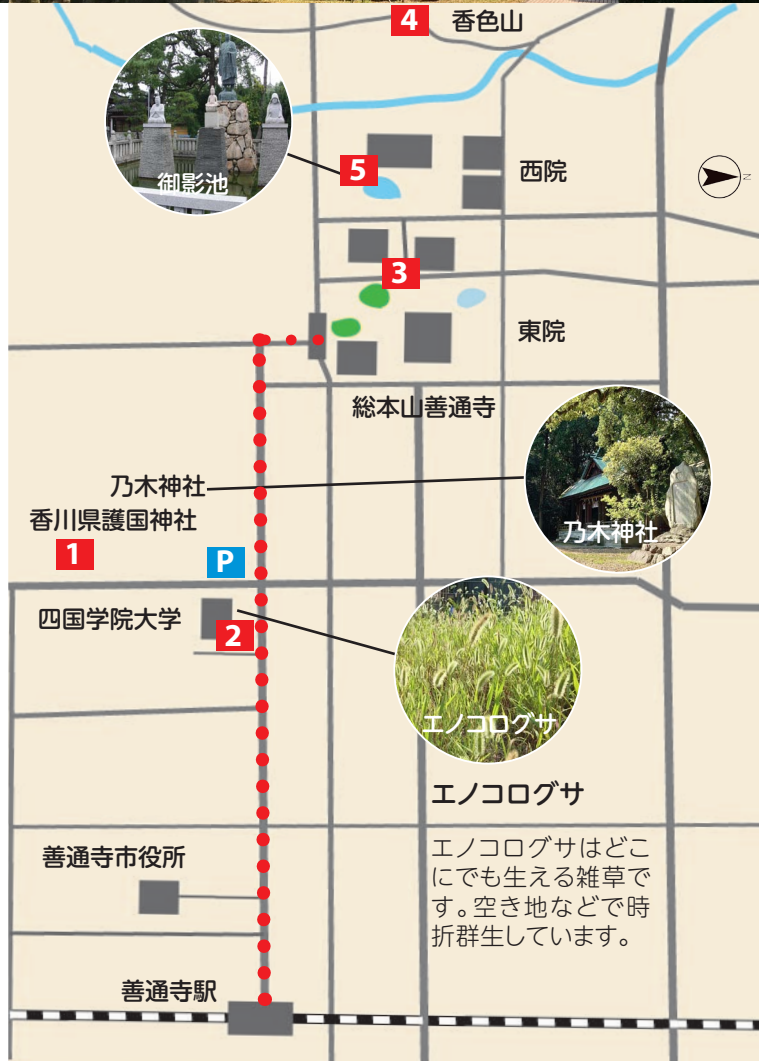 4 香色山
御影池
5
西院
N
3
東院
総本山善通寺
乃木神社
乃木神社
香川県護国神社
1
P
四国学院大学
2
エノコログサ
エノコログサ
エノコログサはどこ
にでも生える雑草で
す。空き地などで時
折群生しています。
善通寺市役所
善通寺駅